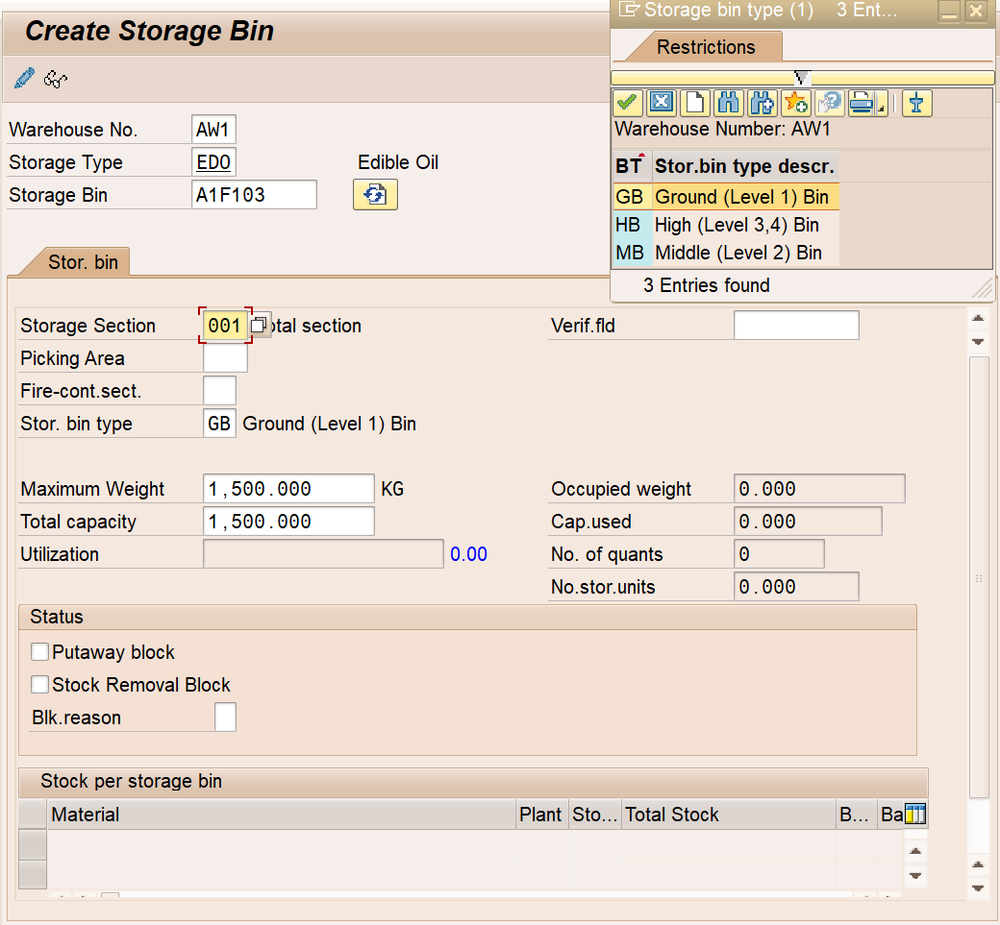 Create Storage Bin
Storage bin type (1) 3 Ent...
Restrictions
Warehouse Number: AW1
BT Stor.bin type descr.
GB Ground (Level 1) Bin
HB High (Level 3,4) Bin
MB Middle (Level 2) Bin
3 Entries found
Warehouse No. AW1
Storage Type EDO Edible Oil
Storage Bin A1F103
Stor. bin
Storage Section 001 tal section Verif.fld
Picking Area
Fire-cont.sect.
Stor. bin type GB Ground (Level 1) Bin
Maximum Weight 1,500.000 KG Occupied weight 0.000
Total capacity 1,500.000 Cap.used 0.000
Utilization 0.00 No. of quants 0
No.stor.units 0.000
Status
Putaway block
Stock Removal Block
Blk.reason
Stock per storage bin
Material Plant Sto... Total Stock B... Ba